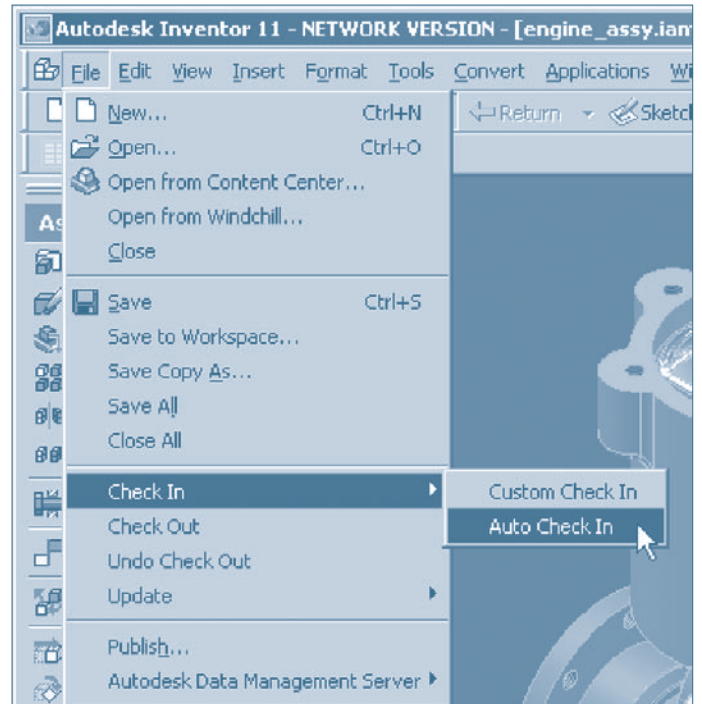 Autodesk Inventor 11 - NETWORK VERSION - [engine_assy.iam
File Edit View Insert Format Tools Convert Applications Wi
New... Ctrl+N
Return Sketch
Open... Ctrl+O
Open from Content Center...
Open from Windchill...
As
Close
Save Ctrl+S
Save to Workspace...
Save Copy As...
Save All
Close All
Check In
Custom Check In
Check Out
Auto Check In
Undo Check Out
Update
Publish...
Autodesk Data Management Server